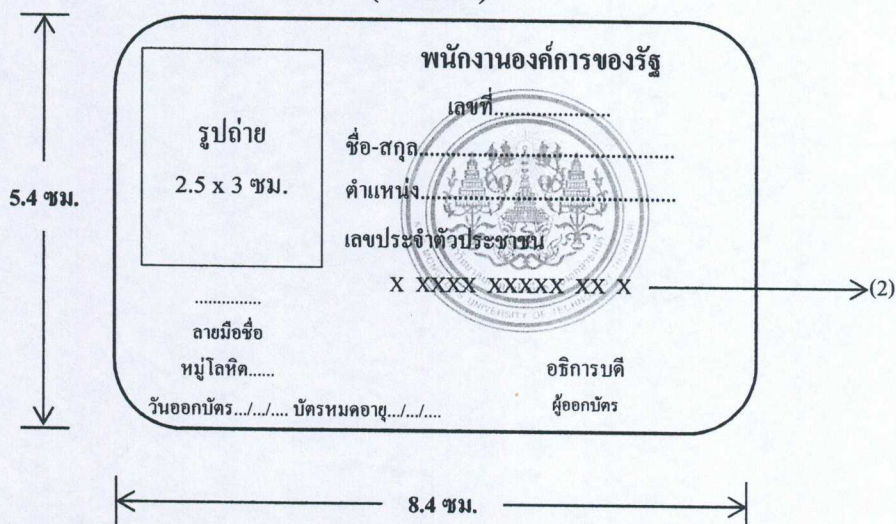 พนักงานองค์การของรัฐ
เลขที่....................
รูปถ่าย
2.5 x 3 ซม.
ชื่อ-สกุล.............................................
ตำแหน่ง.............................................
5.4 ซม.
เลขประจำตัวประชาชน
X XXXX XXXXX XX X
(2)
...............
UNIVERSITY OF
ลายมือชื่อ
หมู่โลหิต......
อธิการบดี
วันออกบัตร.../.../.... บัตรหมดอายุ.../.../....
ผู้ออกบัตร
8.4 ซม.